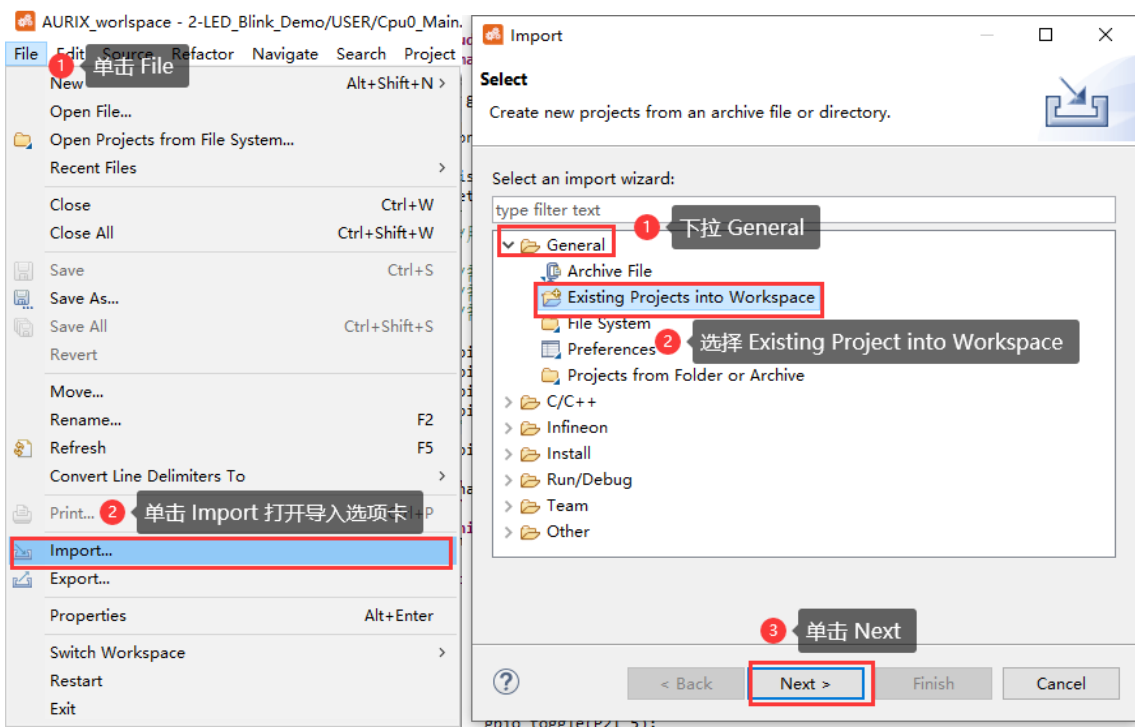 AURIX_worlspace - 2-LED_Blink_Demo/USER/Cpu0_Main.
File Edit Source Refactor Navigate Search Project
1 单击 File
New Alt+Shift+N >
Open File...
Open Projects from File System...
Recent Files >
Close Ctrl+W
Close All Ctrl+Shift+W
Save Ctrl+S
Save As...
Save All Ctrl+Shift+S
Revert
Move...
Rename... F2
Refresh F5
Convert Line Delimiters To >
Print... 2 单击 Import 打开导入选项卡 +P
Import...
Export...
Properties Alt+Enter
Switch Workspace >
Restart
Exit
Import
Select
Create new projects from an archive file or directory.
Select an import wizard:
type filter text
1 下拉 General
General
Archive File
Existing Projects into Workspace
File System
2 选择 Existing Project into Workspace
Preferences
Projects from Folder or Archive
C/C++
Infineon
Install
Run/Debug
Team
Other
3 单击 Next
? < Back Next > Finish Cancel
gpio_toggle(P21_5);